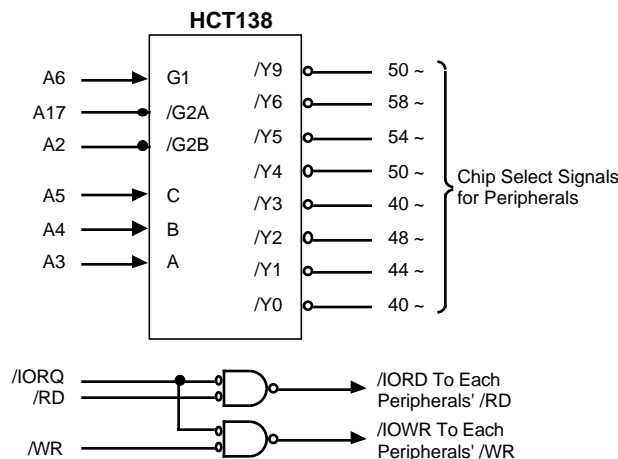 HCT138
A6 G1 /Y9 50 ~
A17 /G2A /Y6 58 ~
A2 /G2B /Y5 54 ~
/Y4 50 ~
A5 C /Y3 40 ~
A4 B /Y2 48 ~
A3 A /Y1 44 ~
/Y0 40 ~
Chip Select Signals
for Peripherals
/IORQ
/RD
/WR
/IORD To Each
Peripherals' /RD
/IOWR To Each
Peripherals' /WR